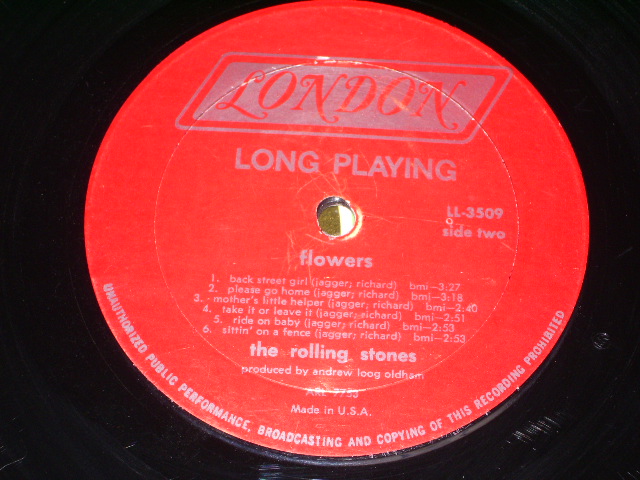 LONDON
LONG PLAYING
LL-3509
side two
flowers
1. back street girl (jagger; richard) bmi—3:27
2. please go home (jagger; richard) bmi—3:18
3. mother's little helper (jagger; richard) bmi—2:40
4. take it or leave it (jagger; richard) bmi—2:51
5. ride on baby (jagger; richard) bmi—2:53
6. sittin' on a fence (jagger; richard) bmi—2:53
the rolling stones
produced by andrew loog oldham
Made in U.S.A.
UNAUTHORIZED PUBLIC PERFORMANCE, BROADCASTING AND COPYING OF THIS RECORDING PROHIBITED